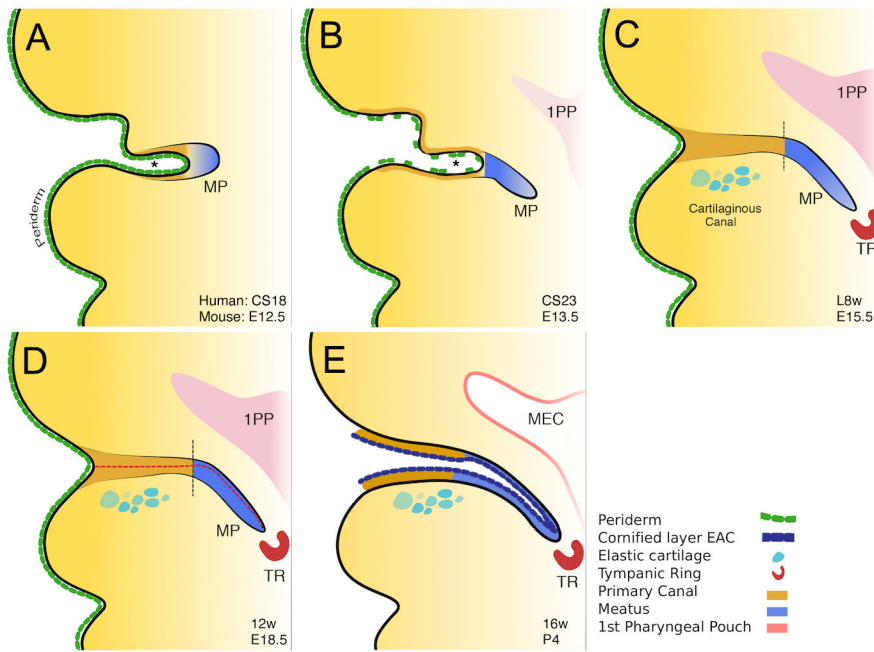 A
*
MP
Periderm
Human: CS18
Mouse: E12.5
B
1PP
*
MP
CS23
E13.5
C
1PP
Cartilaginous
Canal
MP
TR
L8w
E15.5
D
1PP
MP
TR
12w
E18.5
E
MEC
TR
16w
P4
Periderm
Cornified layer EAC
Elastic cartilage
Tympanic Ring
Primary Canal
Meatus
1st Pharyngeal Pouch